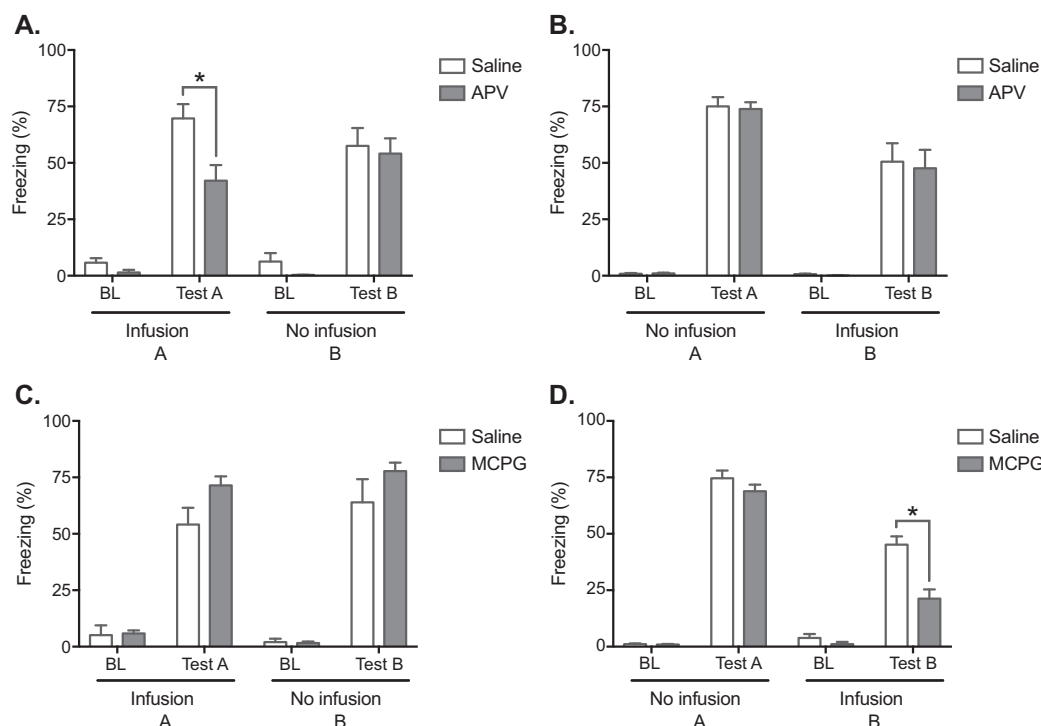 A.
100
75
50
25
0
Freezing (%)
*
Saline
APV
BL
Test A
BL
Test B
Infusion
A
No infusion
B
B.
100
75
50
25
0
Freezing (%)
Saline
APV
BL
Test A
BL
Test B
No infusion
A
Infusion
B
C.
100
75
50
25
0
Freezing (%)
Saline
MCPG
BL
Test A
BL
Test B
Infusion
A
No infusion
B
D.
100
75
50
25
0
Freezing (%)
*
Saline
MCPG
BL
Test A
BL
Test B
No infusion
A
Infusion
B